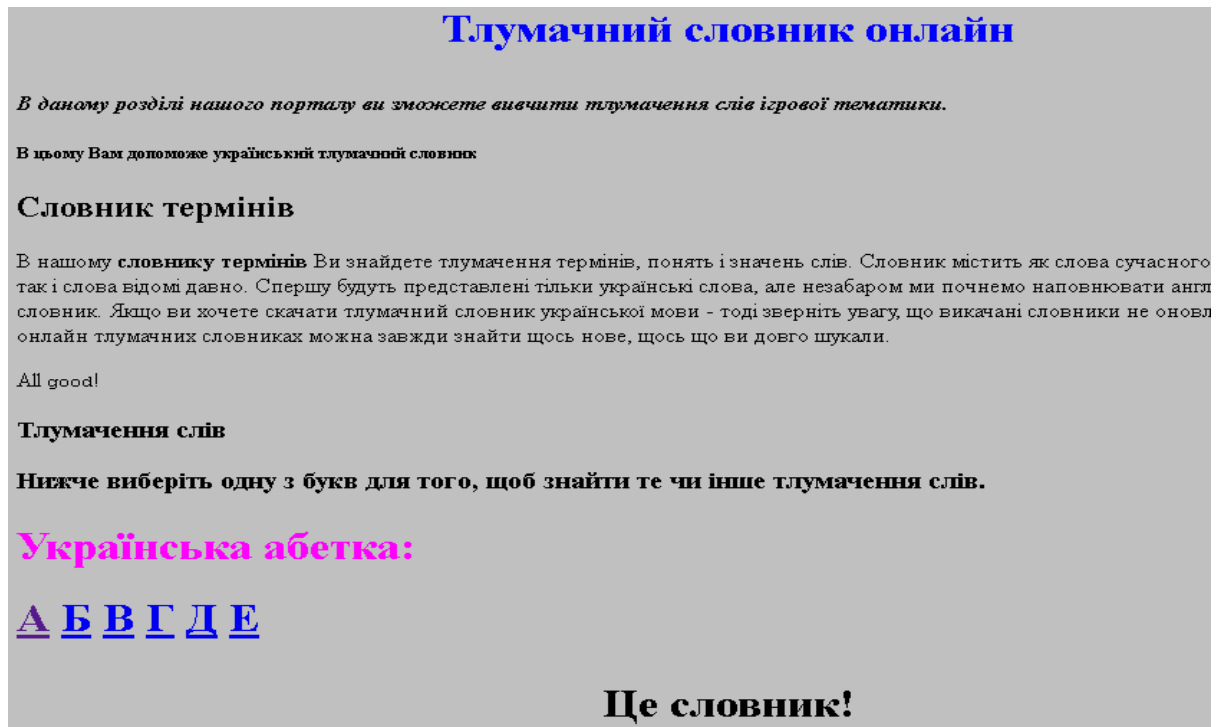 Тлумачний словник онлайн
В даному розділі нашого порталу ви зможете вивчити тлумачення слів ігрової тематики.
В цьому Вам допоможе український тлумачний словник
Словник термінів
В нашому словнику термінів Ви знайдете тлумачення термінів, понять і значень слів. Словник містить як слова сучасного
так і слова відомі давно. Спершу будуть представлені тільки українські слова, але незабаром ми почнемо наповнювати англ
словник. Якщо ви хочете скачати тлумачний словник української мови - тоді зверніть увагу, що викачані словники не оновл
онлайн тлумачних словниках можна завжди знайти щось нове, щось що ви довго шукали.
All good!
Тлумачення слів
Нижче виберіть одну з букв для того, щоб знайти те чи інше тлумачення слів.
Українська абетка:
А Б В Г Д Е
Це словник!